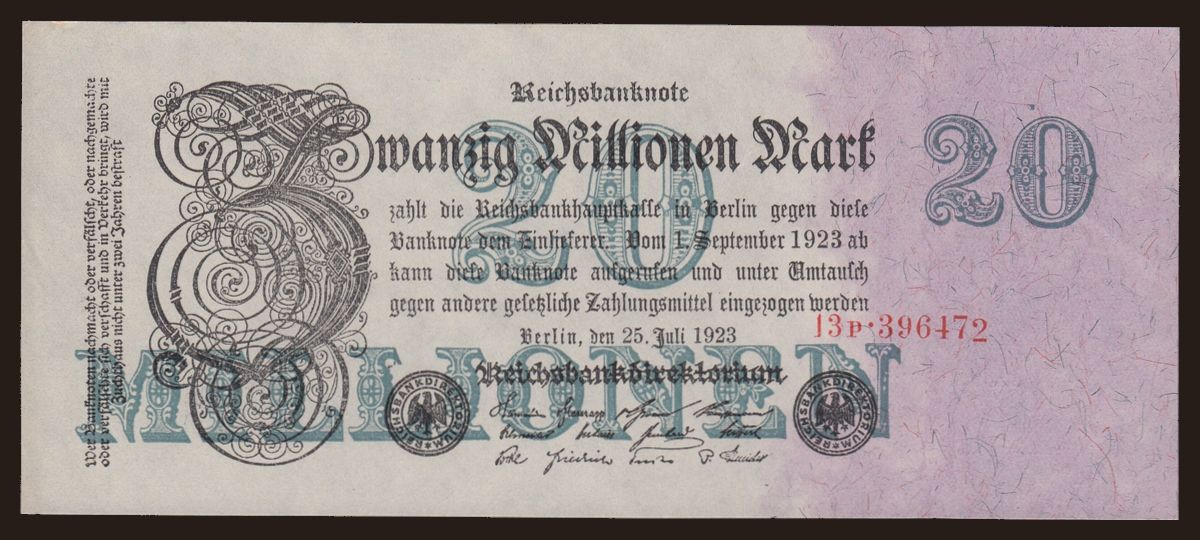 Reichsbanknote
Zwanzig Millionen Mark
20
20
zahlt die Reichsbankhauptkasse in Berlin gegen diese
Banknote dem Einlieferer. Vom 1. September 1923 ab
kann diese Banknote aufgerufen und unter Umtausch
gegen andere gesetzliche Zahlungsmittel eingezogen werden
Berlin, den 25. Juli 1923
13P·396472
MILLIONEN
Reichsbankdirektorium
REICHSBANKDIREKTORIUM
REICHSBANKDIREKTORIUM
Wer Banknoten nachmacht oder verfälscht, oder nachgemachte
oder verfälschte sich verschafft und in Verkehr bringt, wird mit
Zuchthaus nicht unter zwei Jahren bestraft